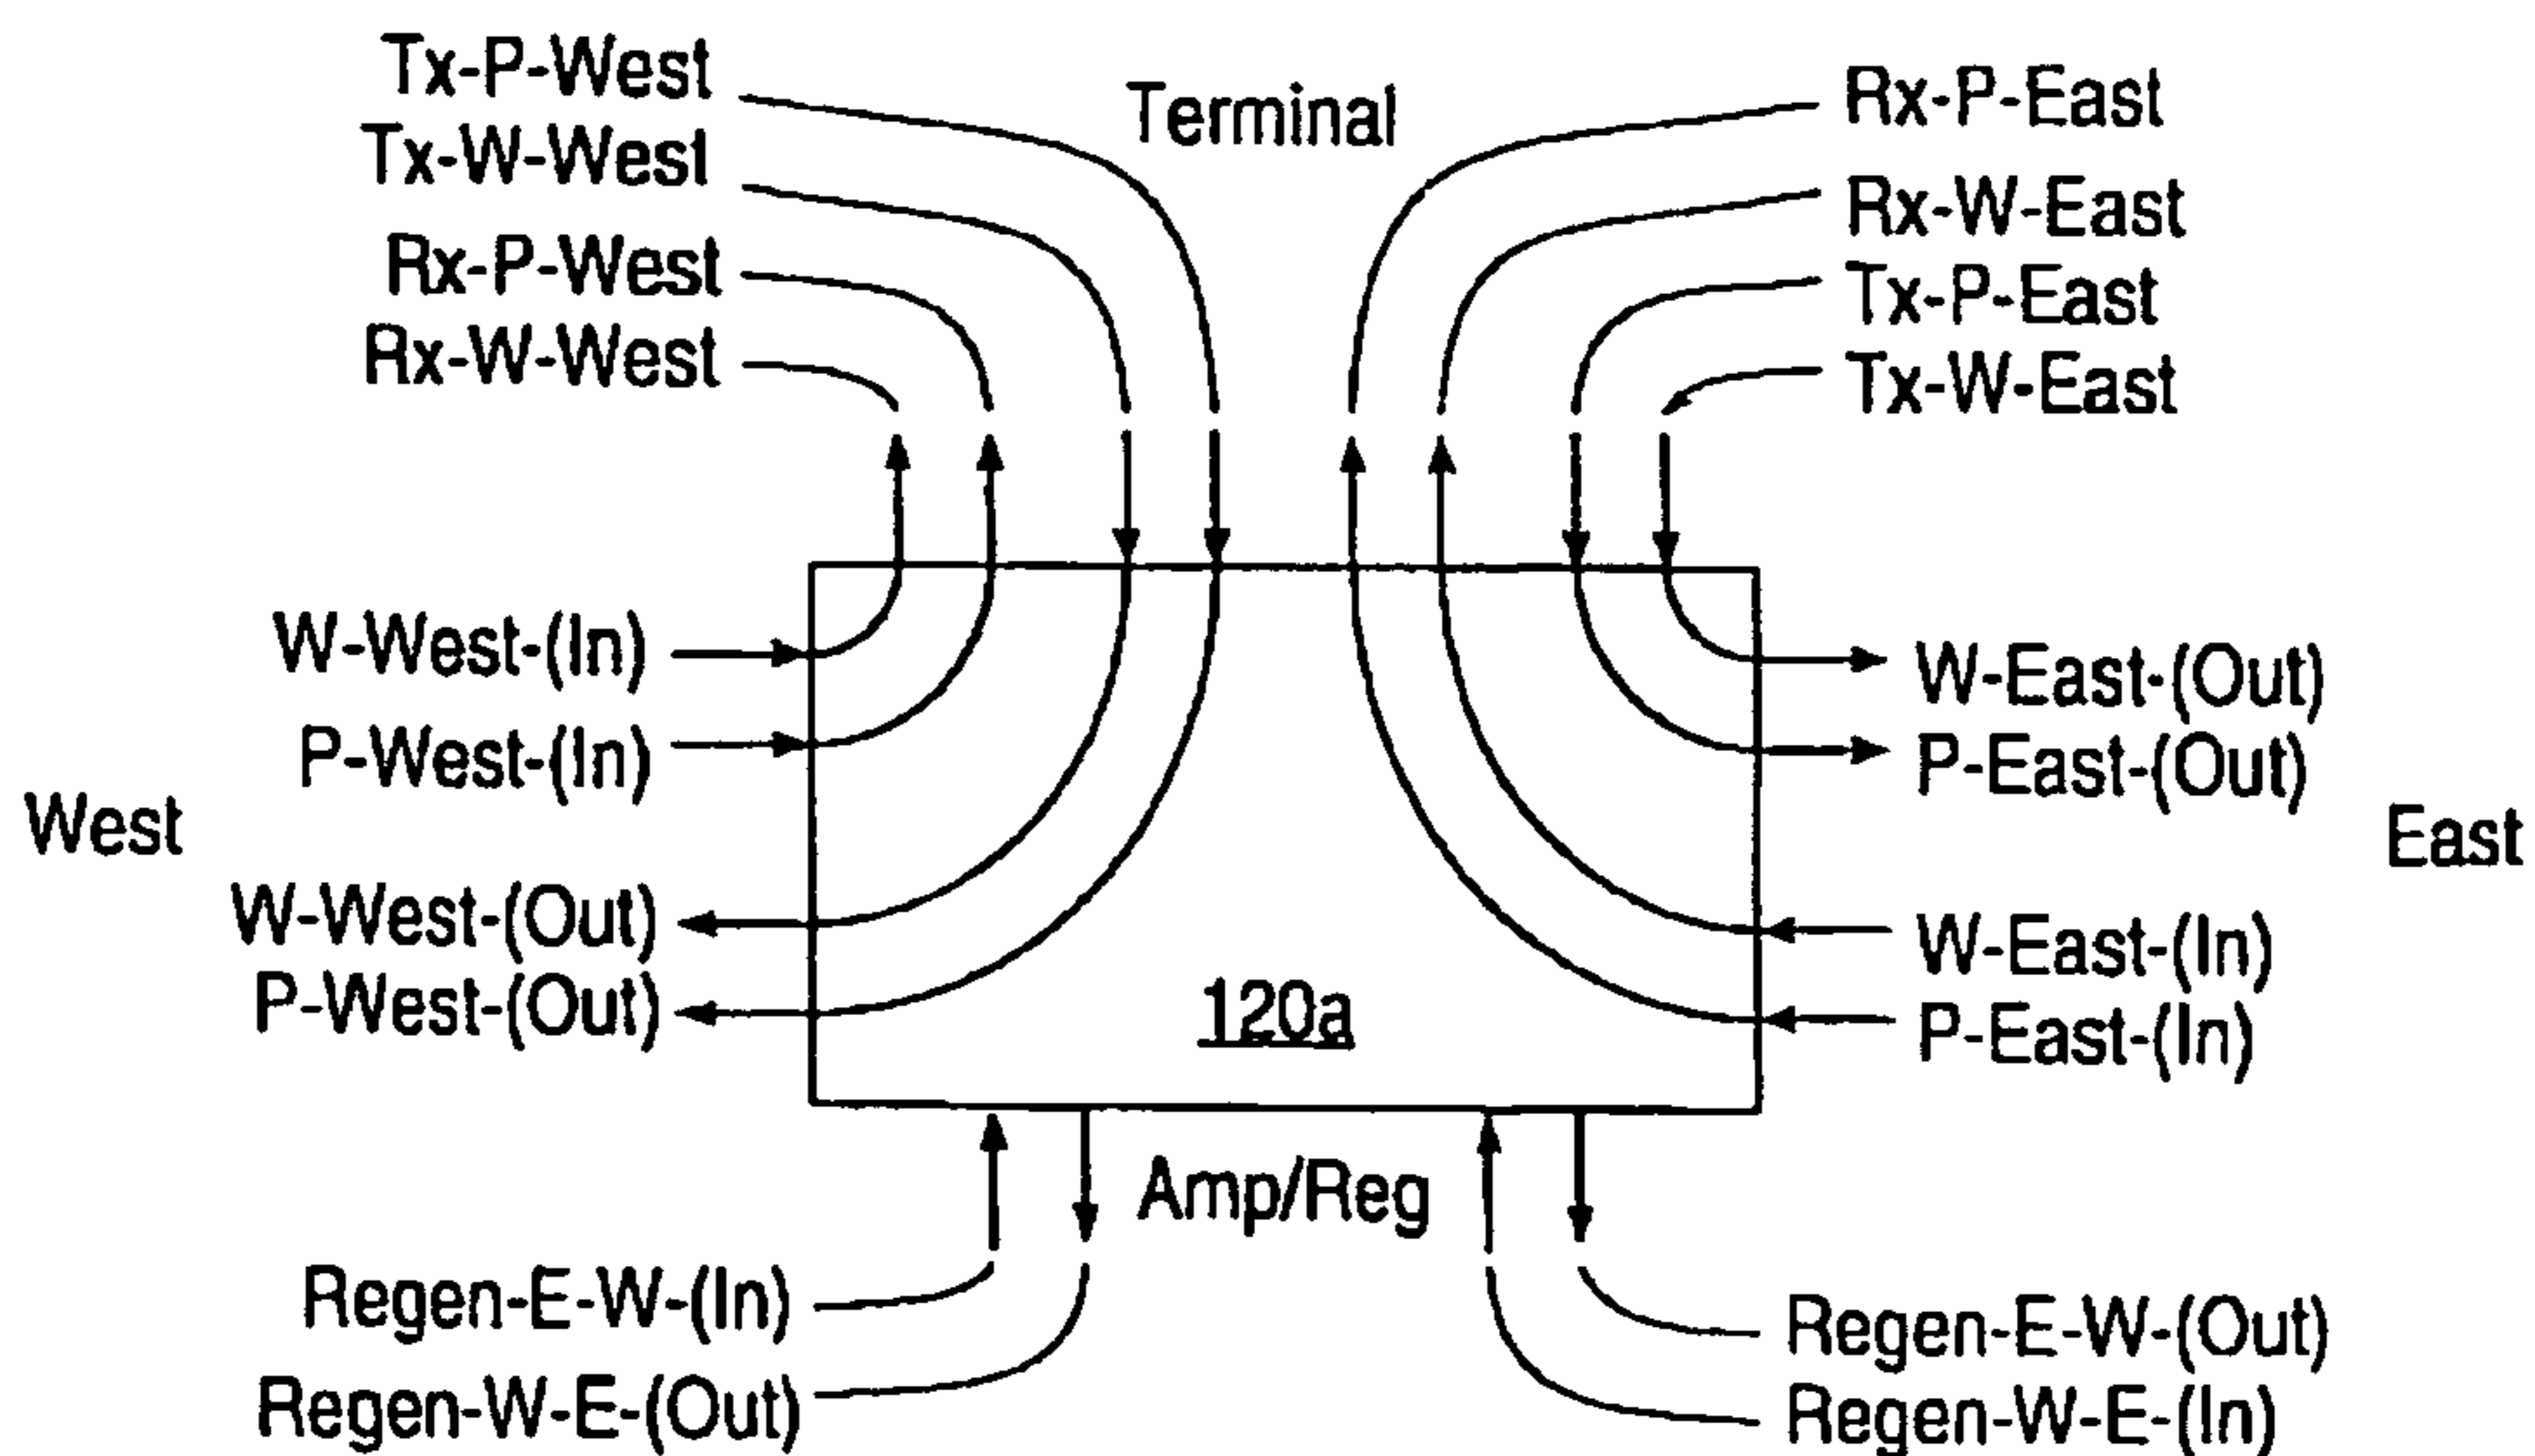 Tx-P-West
Tx-W-West
Rx-P-West
Rx-W-West
Terminal
Rx-P-East
Rx-W-East
Tx-P-East
Tx-W-East
W-West-(In)
P-West-(In)
West
W-West-(Out)
P-West-(Out)
120a
W-East-(Out)
P-East-(Out)
East
W-East-(In)
P-East-(In)
Amp/Reg
Regen-E-W-(In)
Regen-W-E-(Out)
Regen-E-W-(Out)
Regen-W-E-(In)